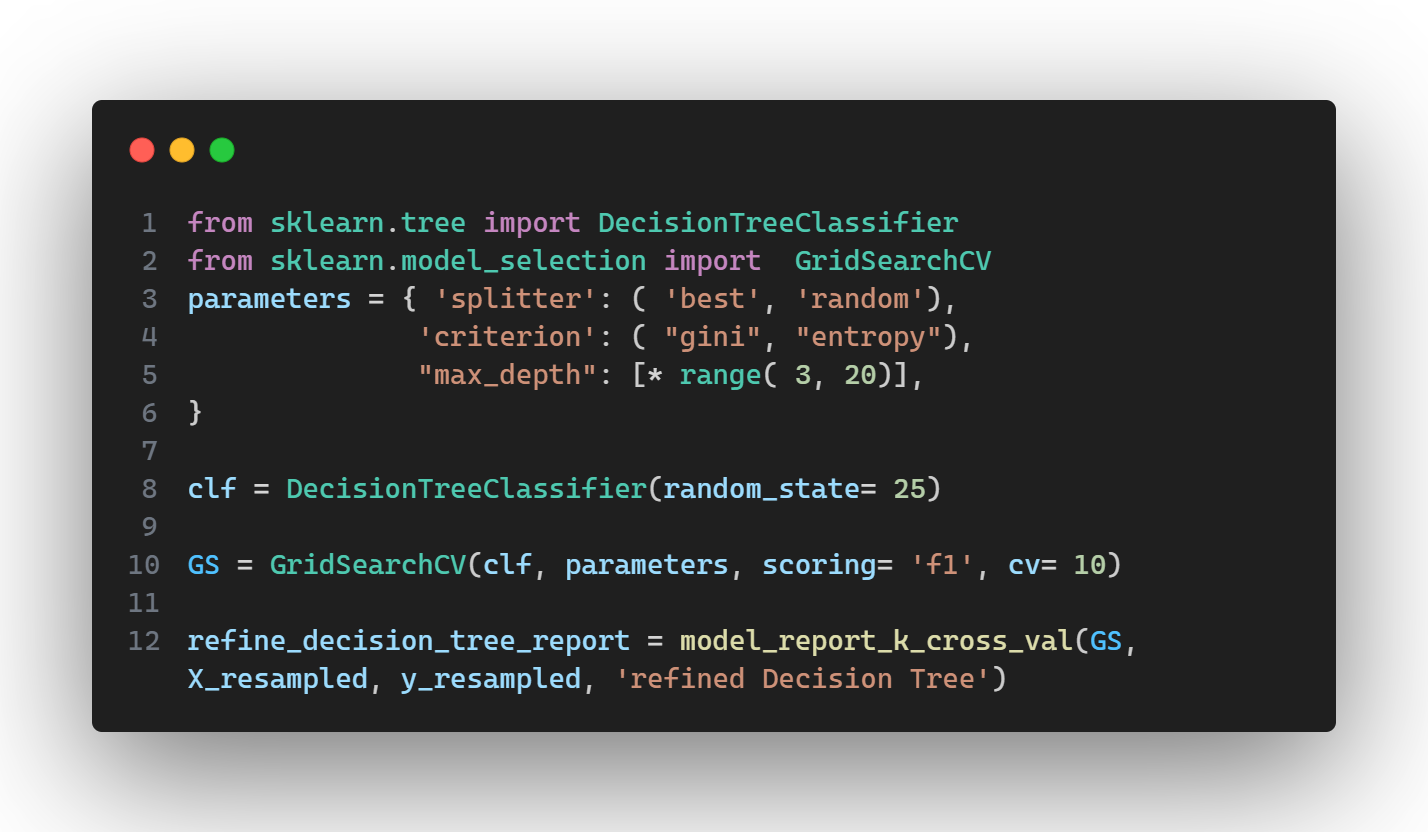 1 from sklearn.tree import DecisionTreeClassifier
2 from sklearn.model_selection import  GridSearchCV
3 parameters = { 'splitter': ( 'best', 'random'),
4               'criterion': ( "gini", "entropy"),
5               "max_depth": [* range( 3, 20)],
6 }
7
8 clf = DecisionTreeClassifier(random_state= 25)
9
10 GS = GridSearchCV(clf, parameters, scoring= 'f1', cv= 10)
11
12 refine_decision_tree_report = model_report_k_cross_val(GS,
X_resampled, y_resampled, 'refined Decision Tree')